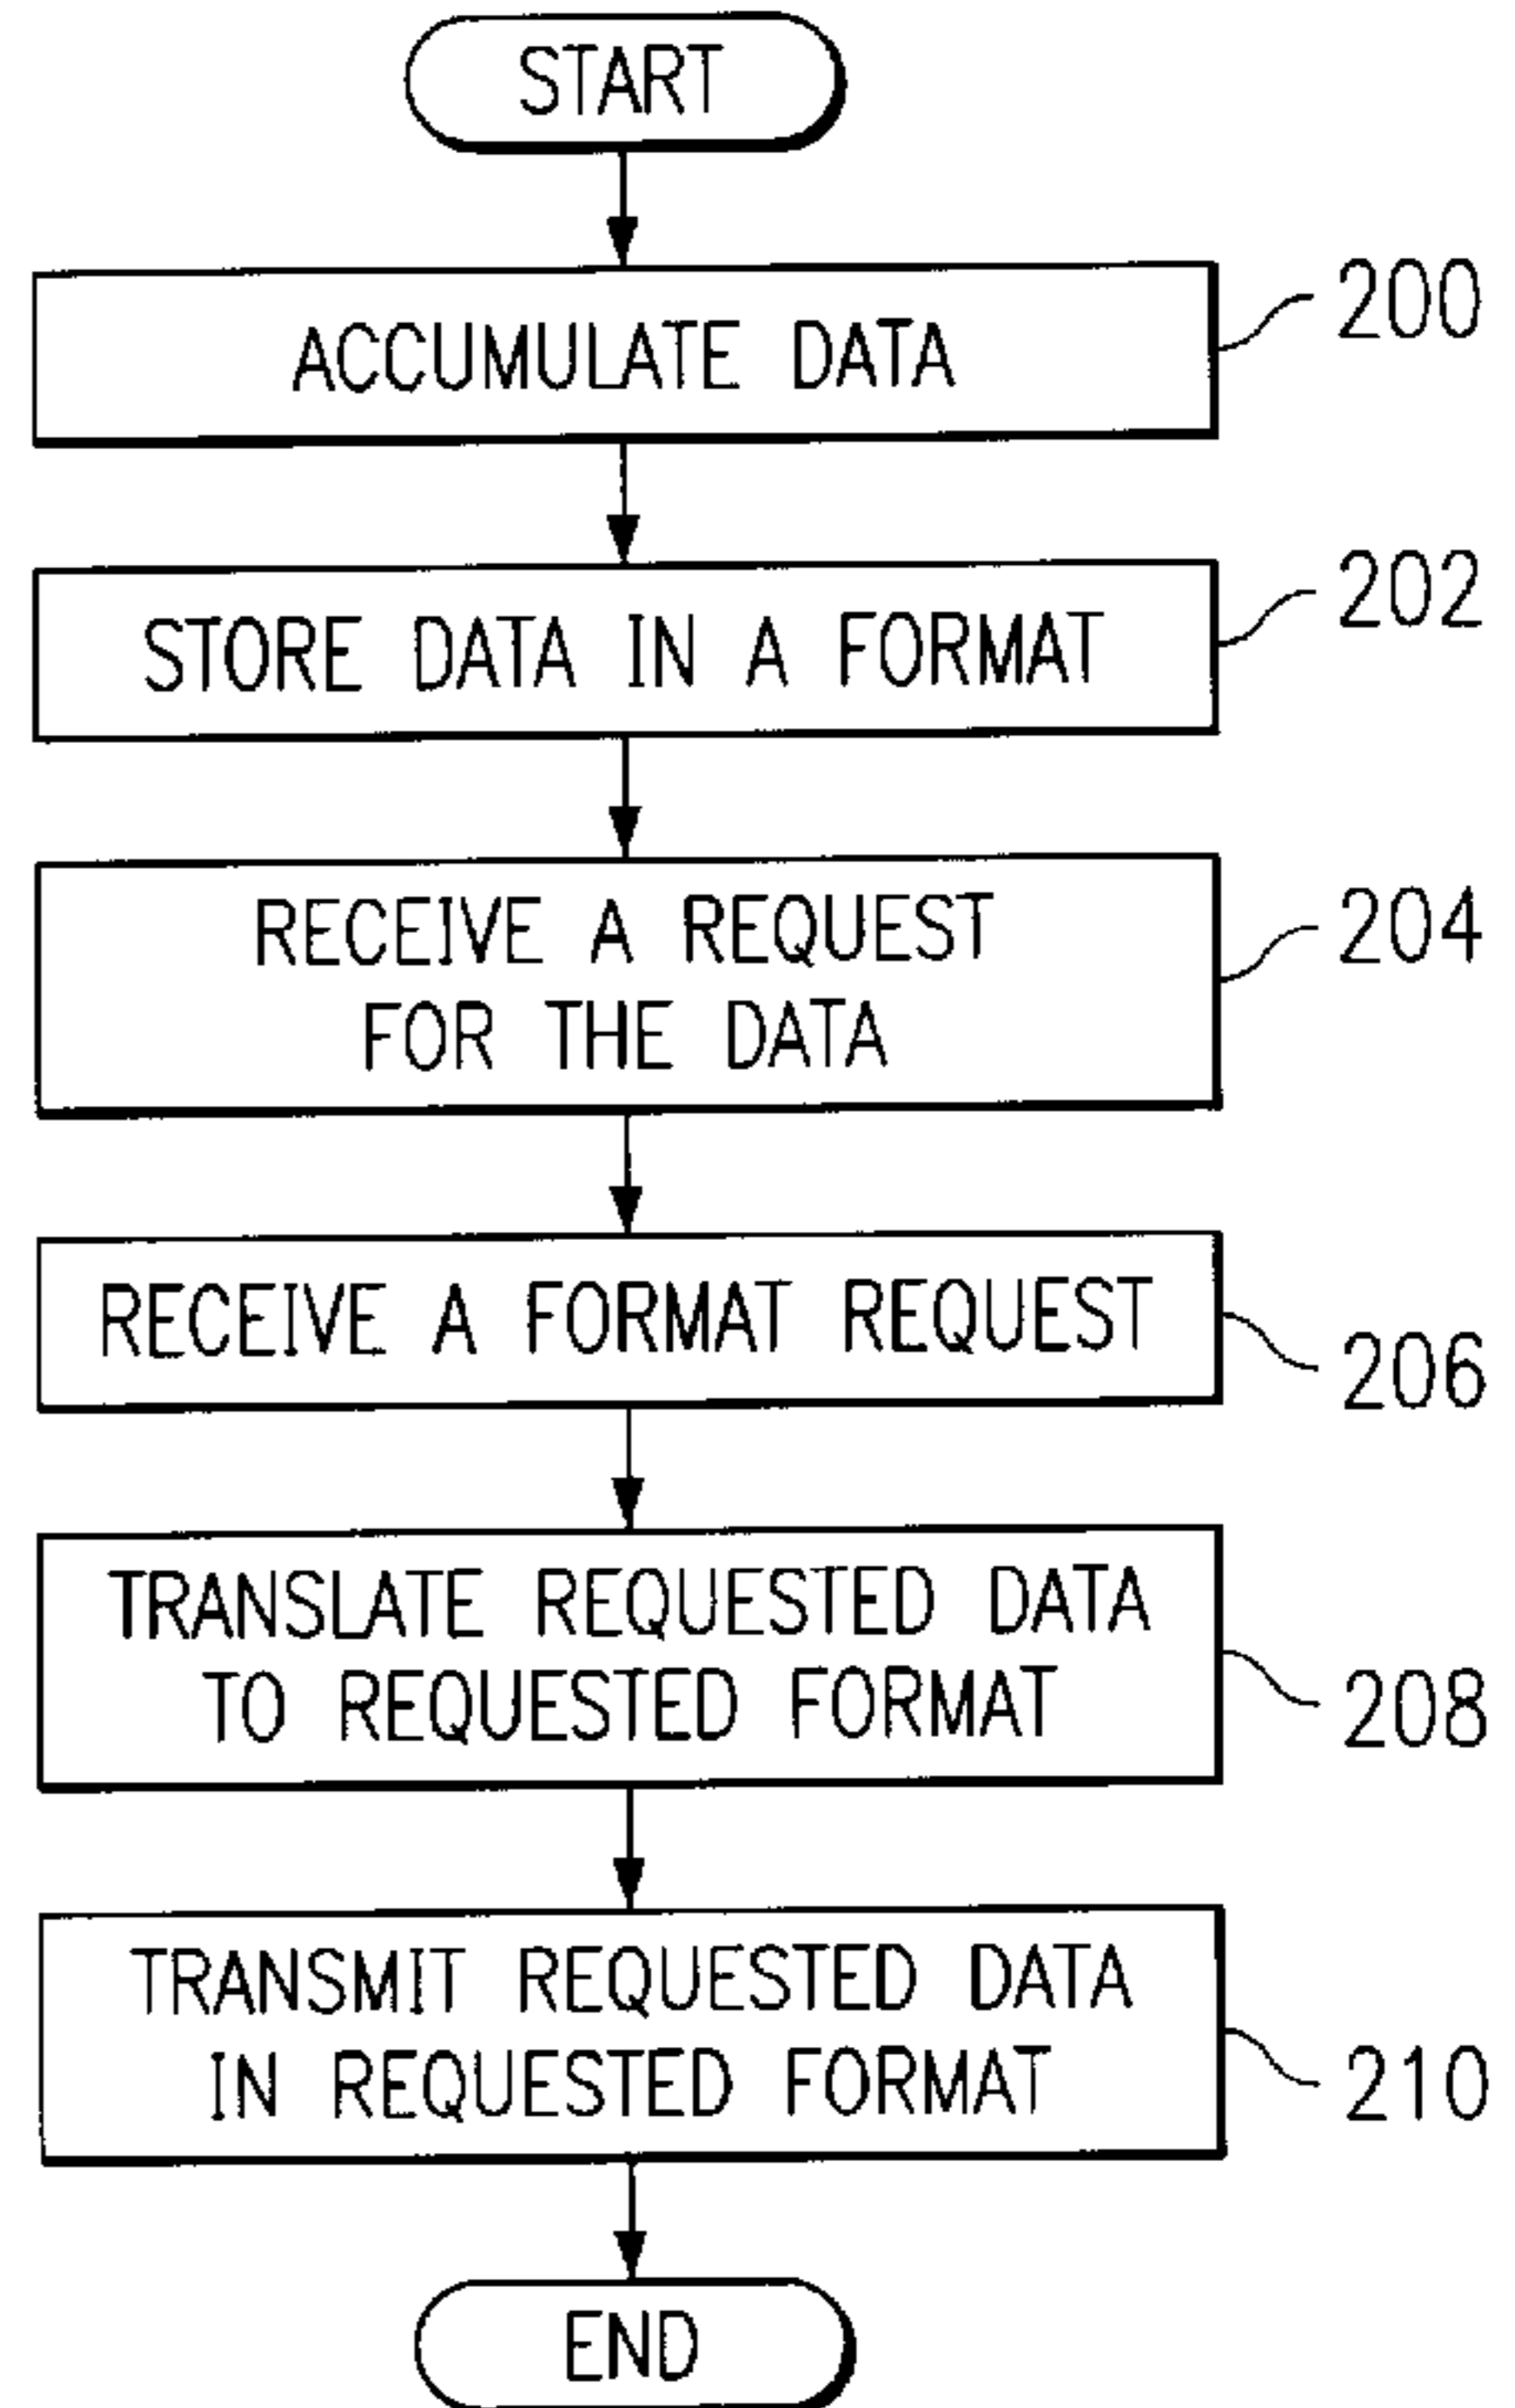 START
ACCUMULATE DATA
200
STORE DATA IN A FORMAT
202
RECEIVE A REQUEST
FOR THE DATA
204
RECEIVE A FORMAT REQUEST
206
TRANSLATE REQUESTED DATA
TO REQUESTED FORMAT
208
TRANSMIT REQUESTED DATA
IN REQUESTED FORMAT
210
END